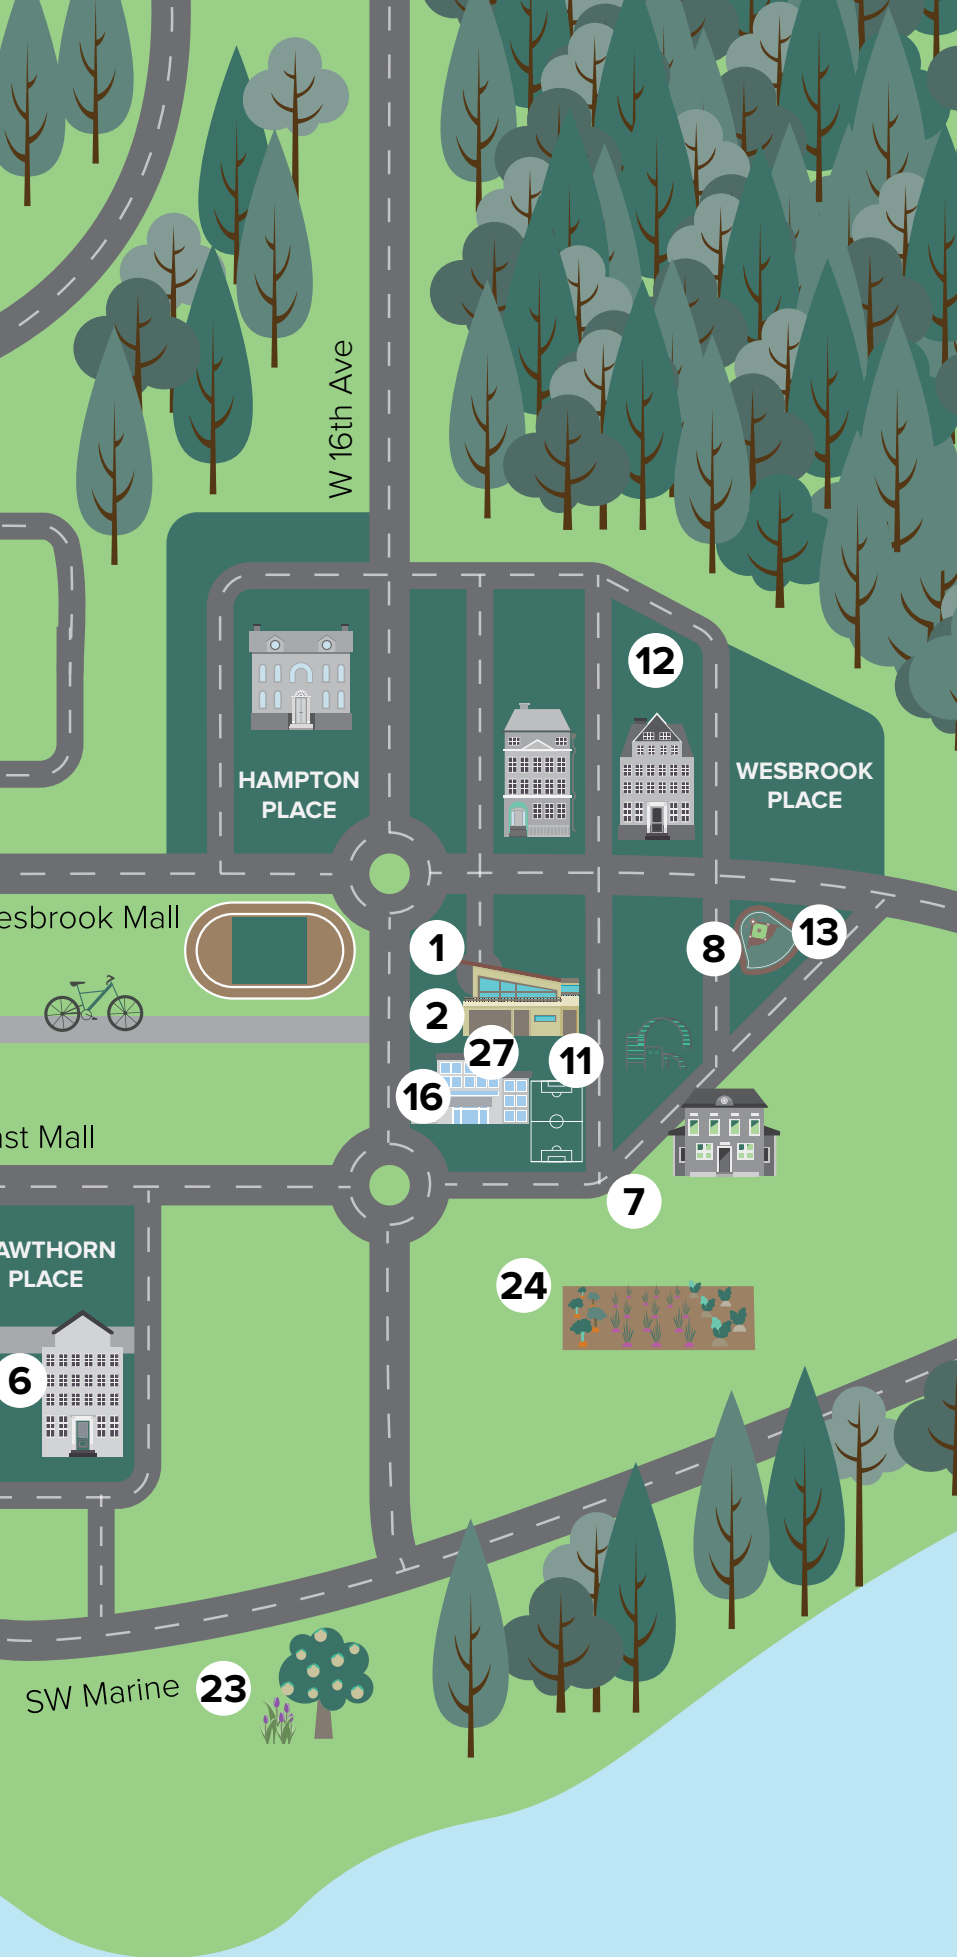 W 16th Ave
12
HAMPTON
PLACE
WESBROOK
PLACE
esbrook Mall
1
8
13
2
27
11
16
ast Mall
7
AWTHORN
PLACE
24
6
SW Marine
23